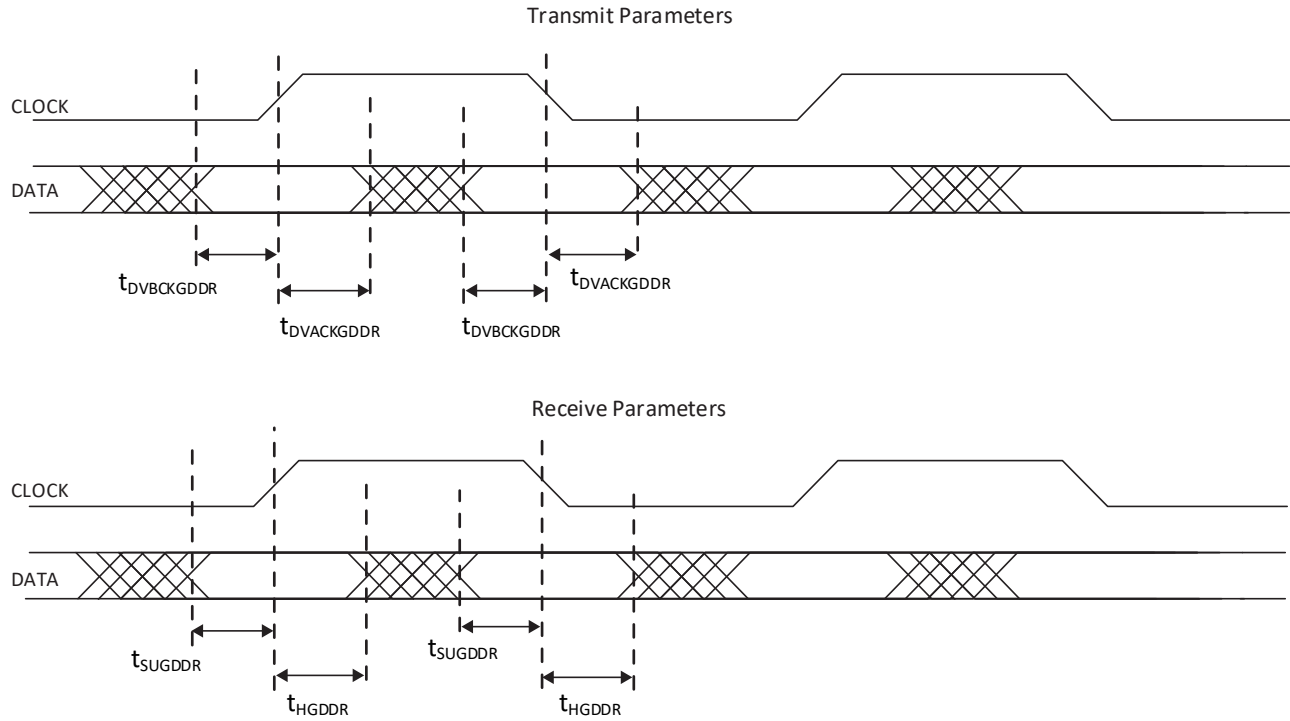 Transmit Parameters
CLOCK
DATA
tDVBCKGDDR
tDVACKGDDR
tDVBCKGDDR
tDVACKGDDR
Receive Parameters
CLOCK
DATA
tSUGDDR
tHGDDR
tSUGDDR
tHGDDR